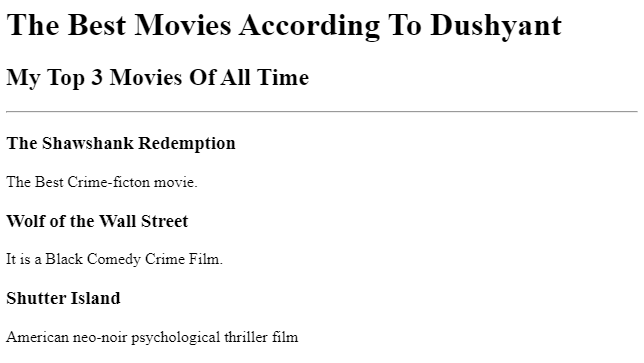 The Best Movies According To Dushyant
My Top 3 Movies Of All Time
The Shawshank Redemption
The Best Crime-ficton movie.
Wolf of the Wall Street
It is a Black Comedy Crime Film.
Shutter Island
American neo-noir psychological thriller film